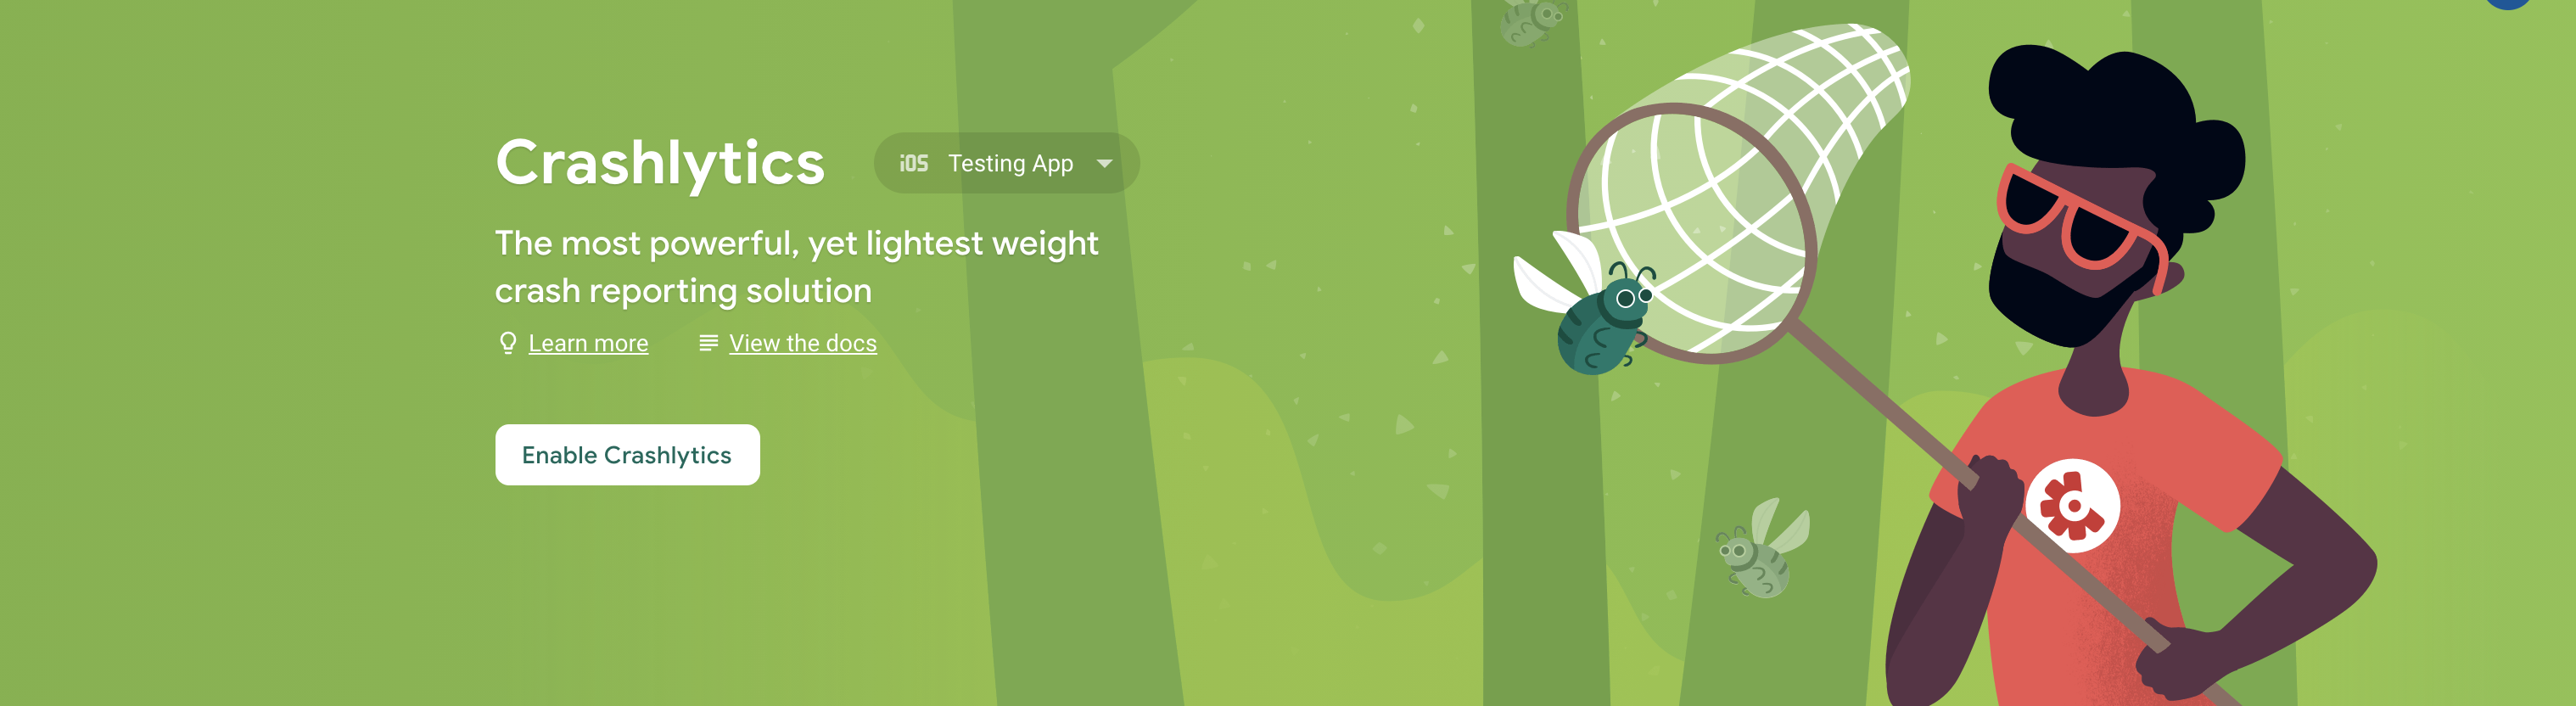 Crashlytics
iOS Testing App
The most powerful, yet lightest weight
crash reporting solution
Learn more View the docs
Enable Crashlytics